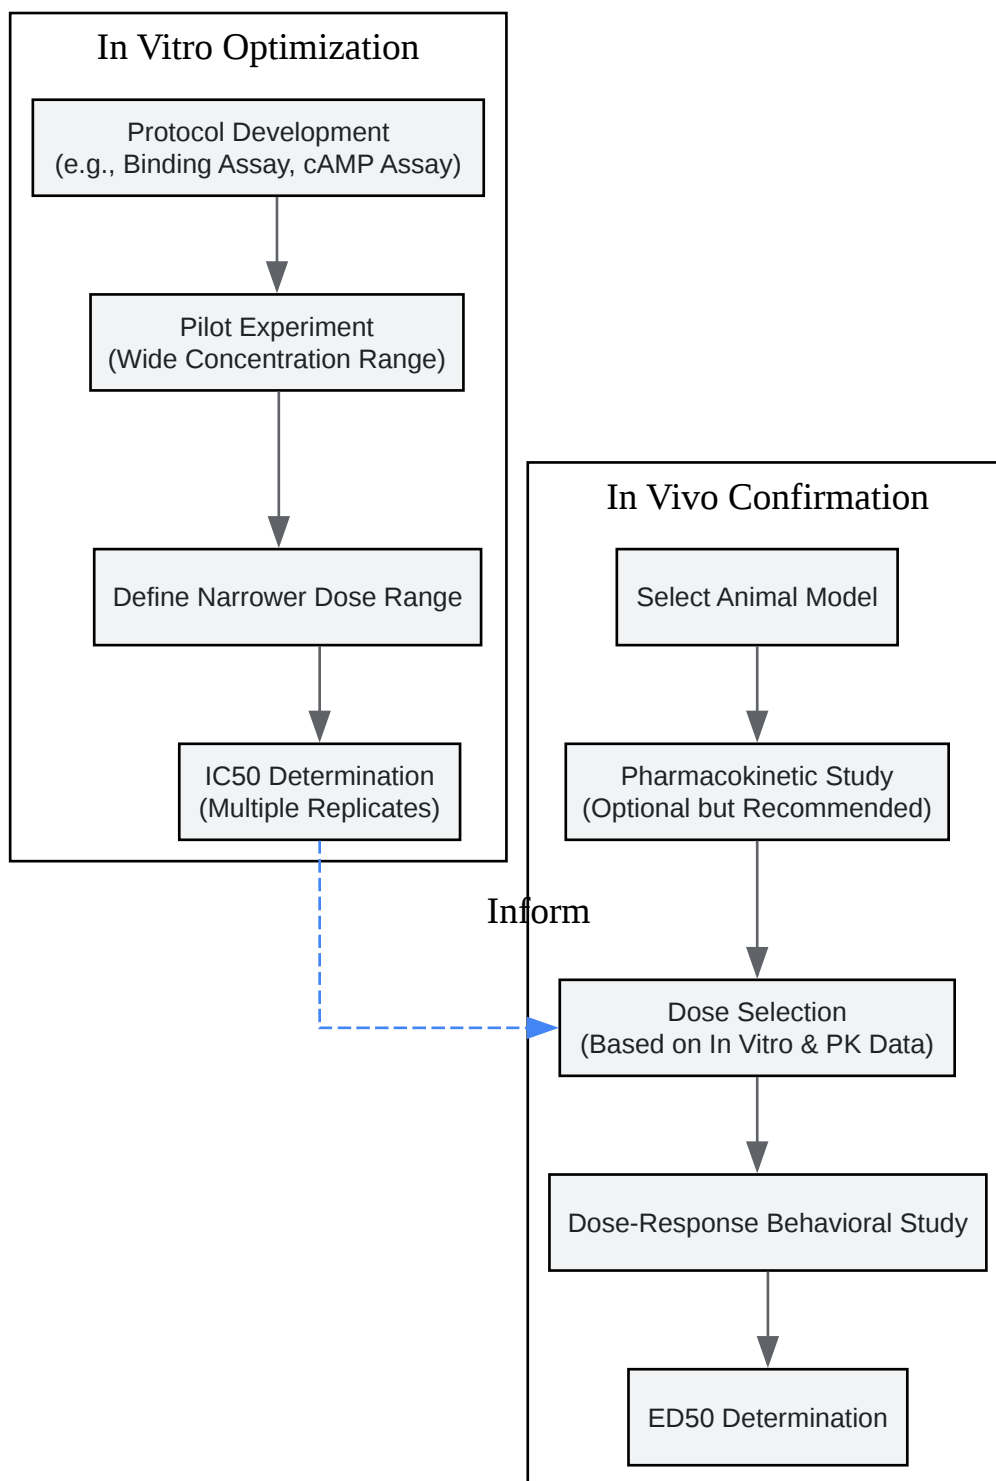 In Vitro Optimization
Protocol Development
(e.g., Binding Assay, cAMP Assay)
Pilot Experiment
(Wide Concentration Range)
Define Narrower Dose Range
IC50 Determination
(Multiple Replicates)
Inform
In Vivo Confirmation
Select Animal Model
Pharmacokinetic Study
(Optional but Recommended)
Dose Selection
(Based on In Vitro & PK Data)
Dose-Response Behavioral Study
ED50 Determination